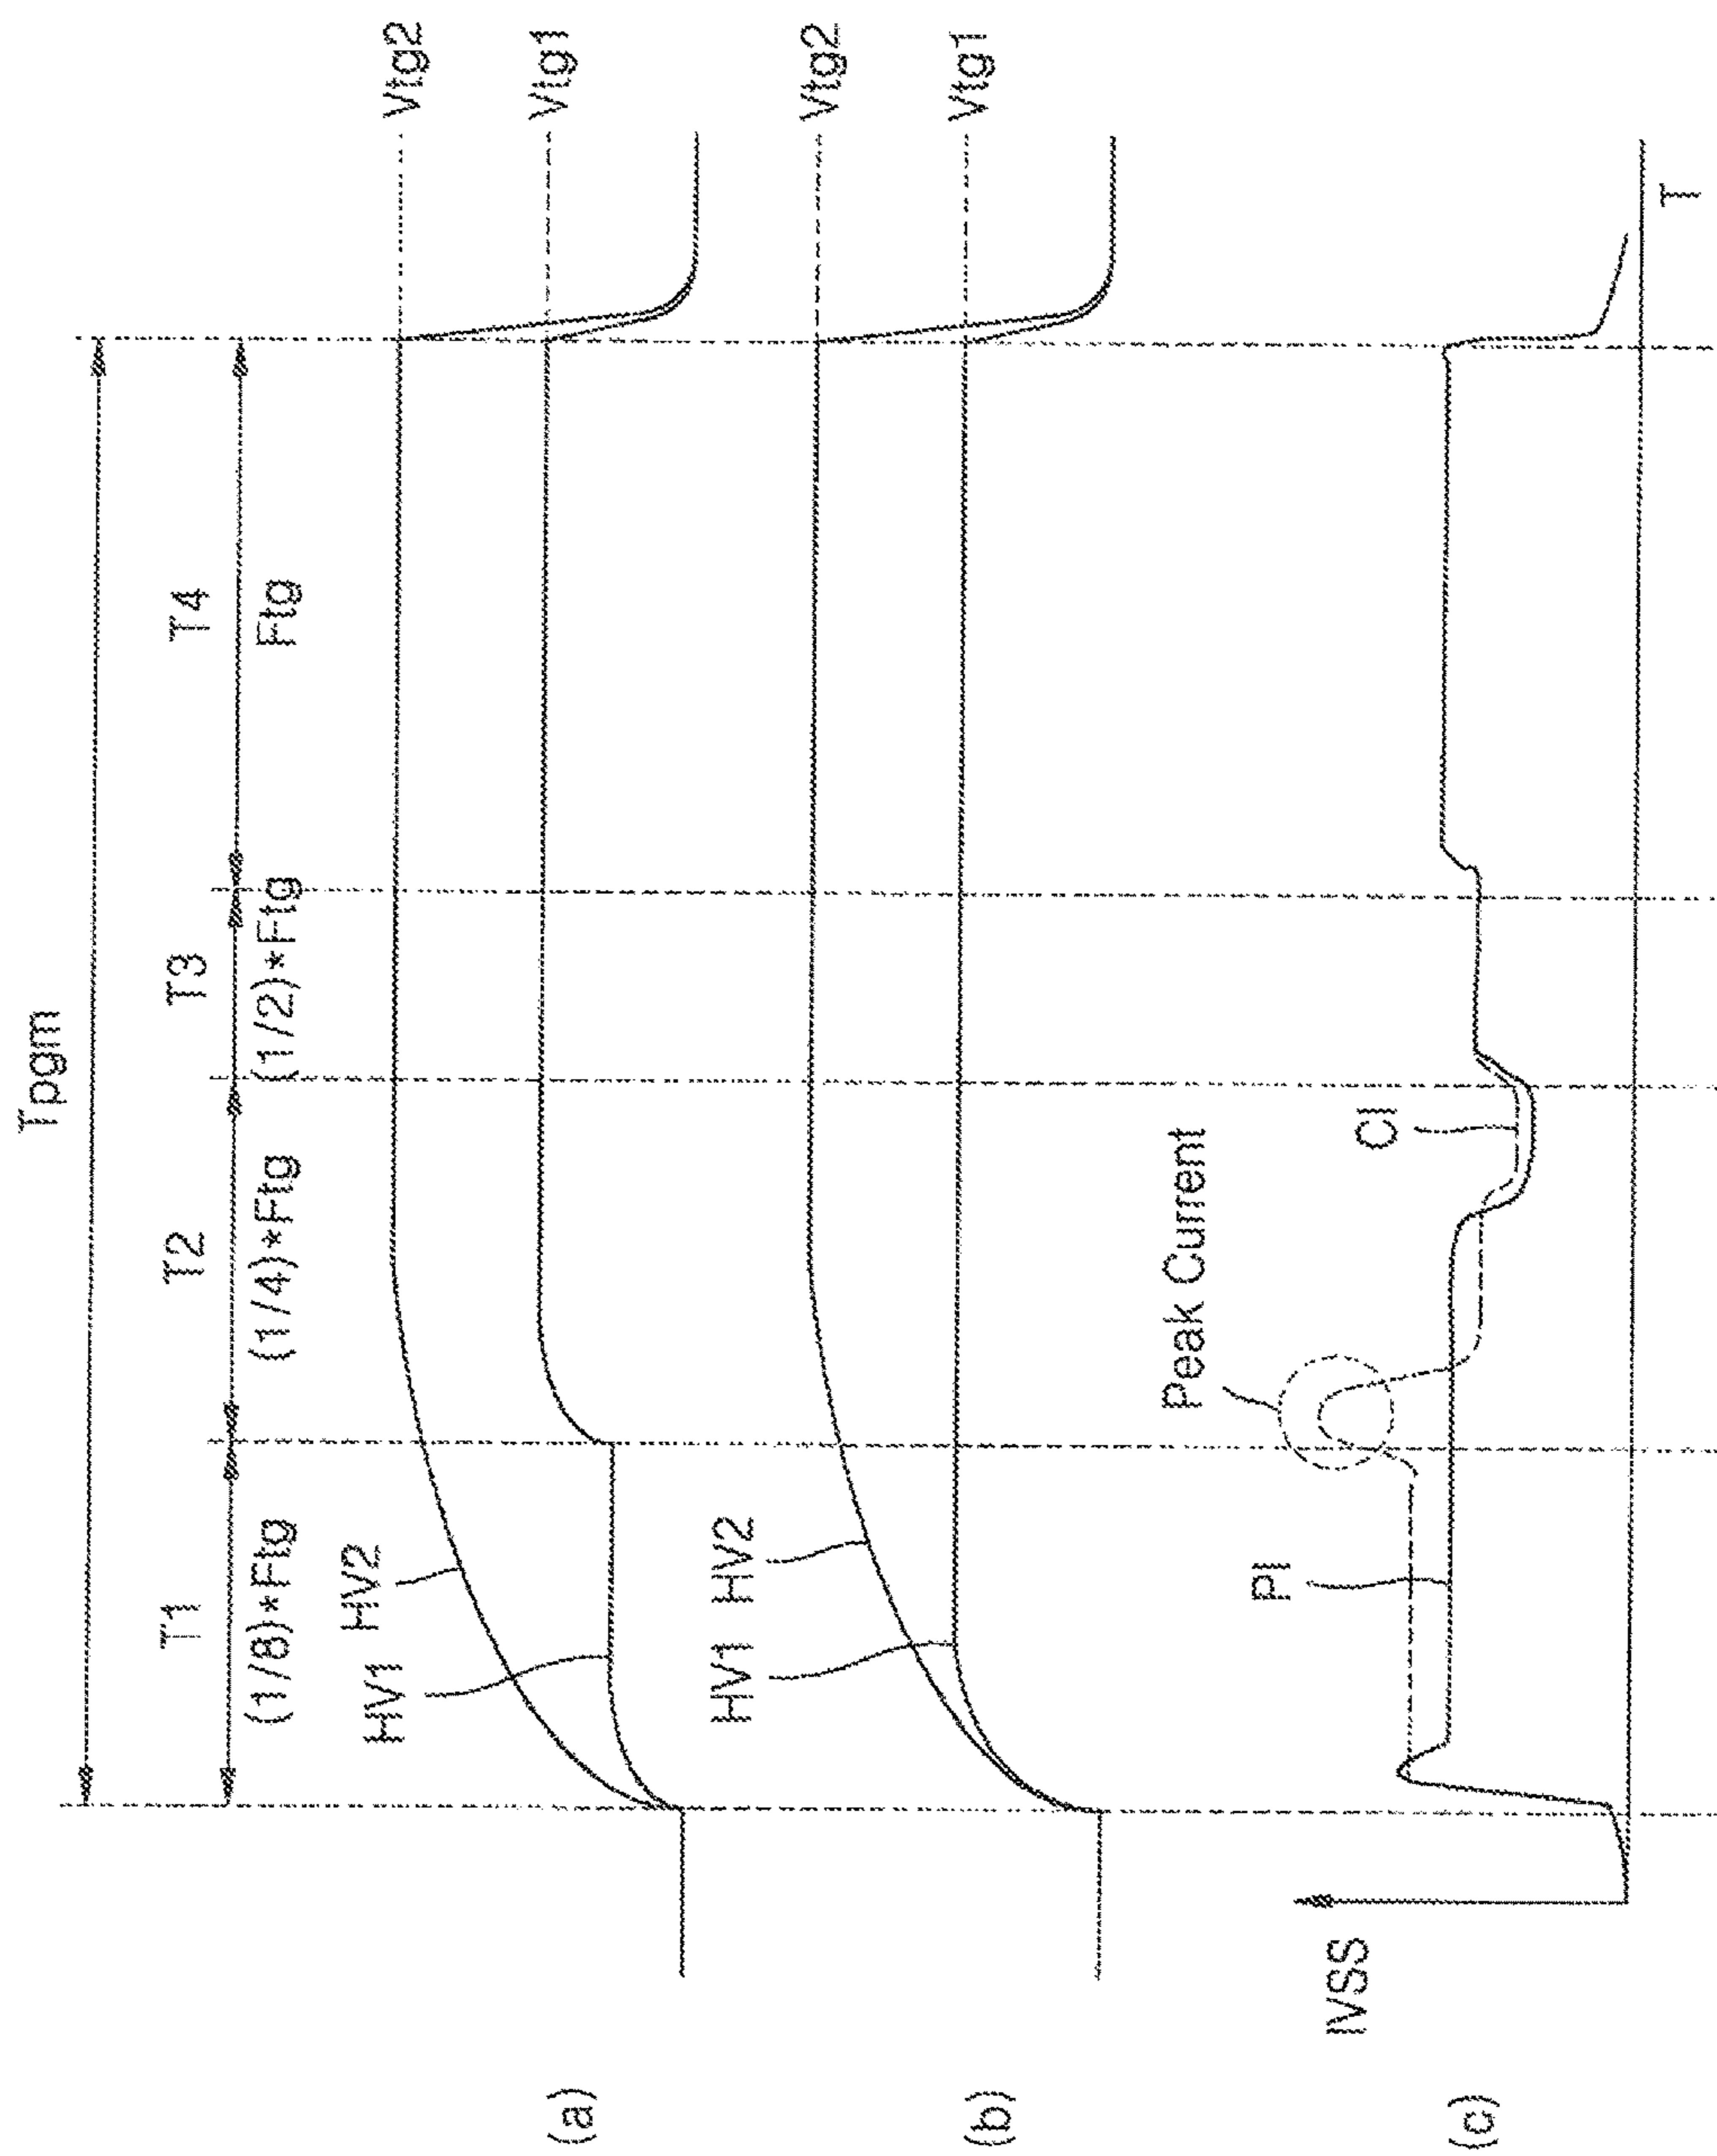 Tpgm
T1 T2 T3 T4
(1/8)*Ftg (1/4)*Ftg (1/2)*Ftg Ftg
Vtg2
HV2
(a) HV1 Vtg1
Vtg2
HV1 HV2
(b) Vtg1
Peak Current
PI
CI
IVSS
(c)
T